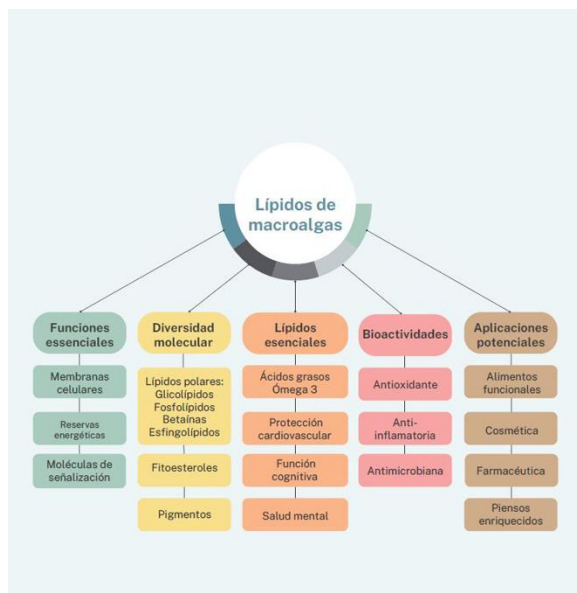 Lípidos de
macroalgas
Funciones
essenciales
Membranas
celulares
Reservas
energéticas
Moléculas de
señalización
Diversidad
molecular
Lípidos polares:
Glicolípidos
Fosfolípidos
Betaínas
Esfingolípidos
Fitoesteroles
Pigmentos
Lípidos
esenciales
Ácidos grasos
Ómega 3
Protección
cardiovascular
Función
cognitiva
Salud mental
Bioactividades
Antioxidante
Anti-
inflamatoria
Antimicrobiana
Aplicaciones
potenciales
Alimentos
funcionales
Cosmética
Farmacéutica
Piensos
enriquecidos